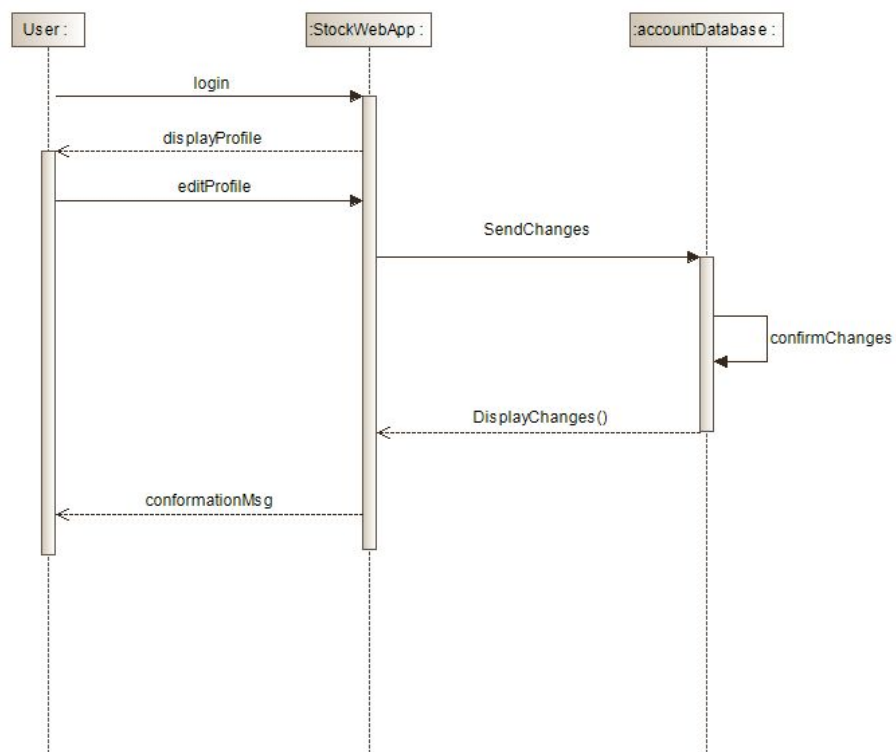 User :
:StockWebApp :
:accountDatabase :
login
displayProfile
editProfile
SendChanges
confirmChanges
DisplayChanges()
conformationMsg